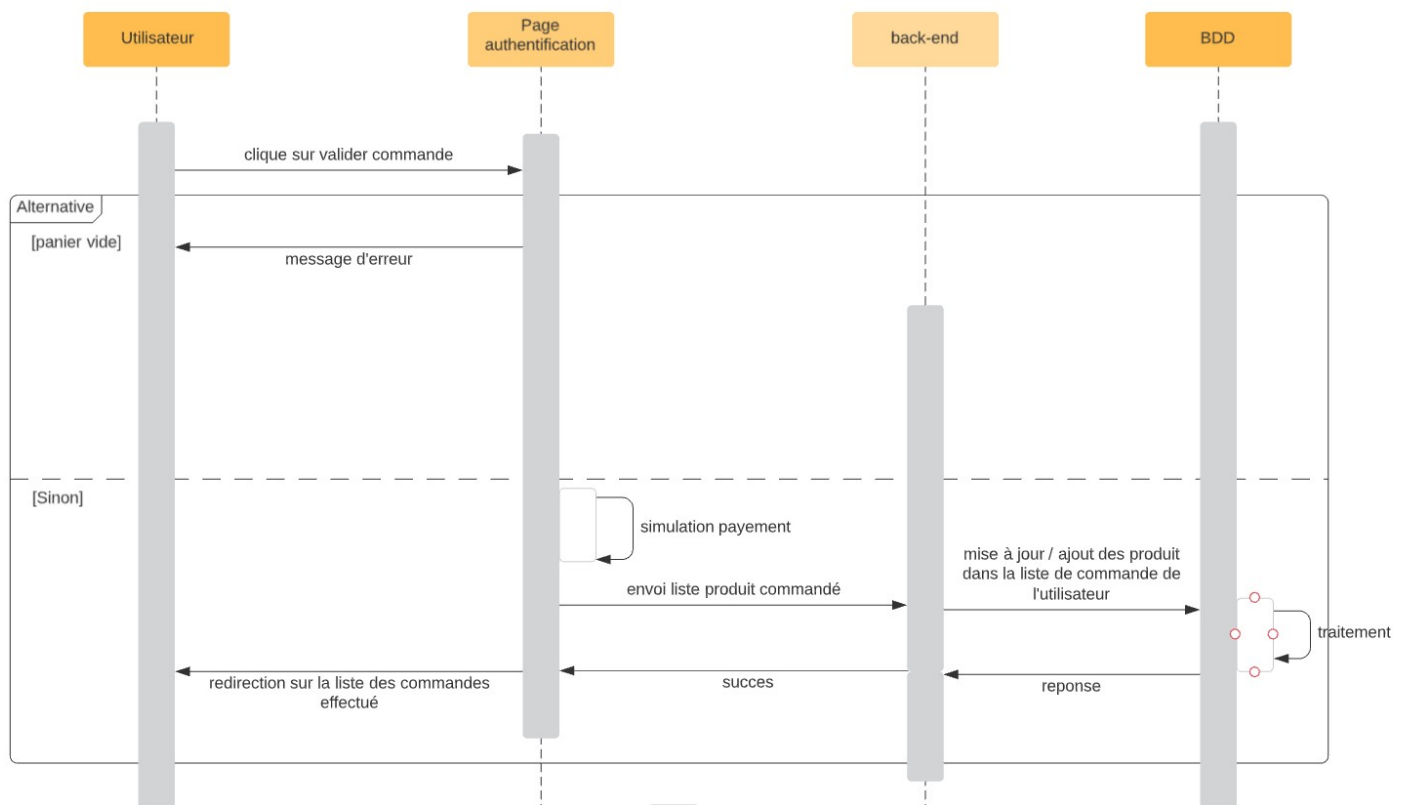 Utilisateur
Page
authentification
back-end
BDD
clique sur valider commande
Alternative
[panier vide]
message d'erreur
[Sinon]
simulation payement
mise à jour / ajout des produit
dans la liste de commande de
l'utilisateur
envoi liste produit commandé
traitement
redirection sur la liste des commandes
effectué
succes
reponse